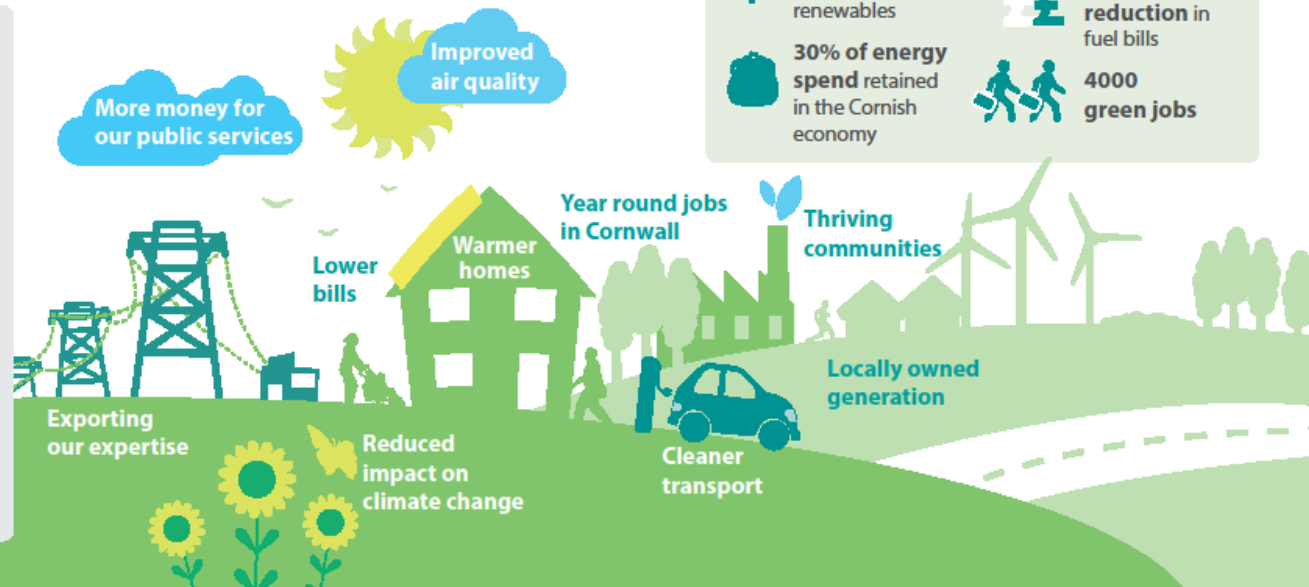 renewables
30% of energy
spend retained
in the Cornish
economy
reduction in
fuel bills
4000
green jobs
Improved
air quality
More money for
our public services
Year round jobs
in Cornwall
Thriving
communities
Warmer
homes
Lower
bills
Locally owned
generation
Exporting
our expertise
Reduced
impact on
climate change
Cleaner
transport